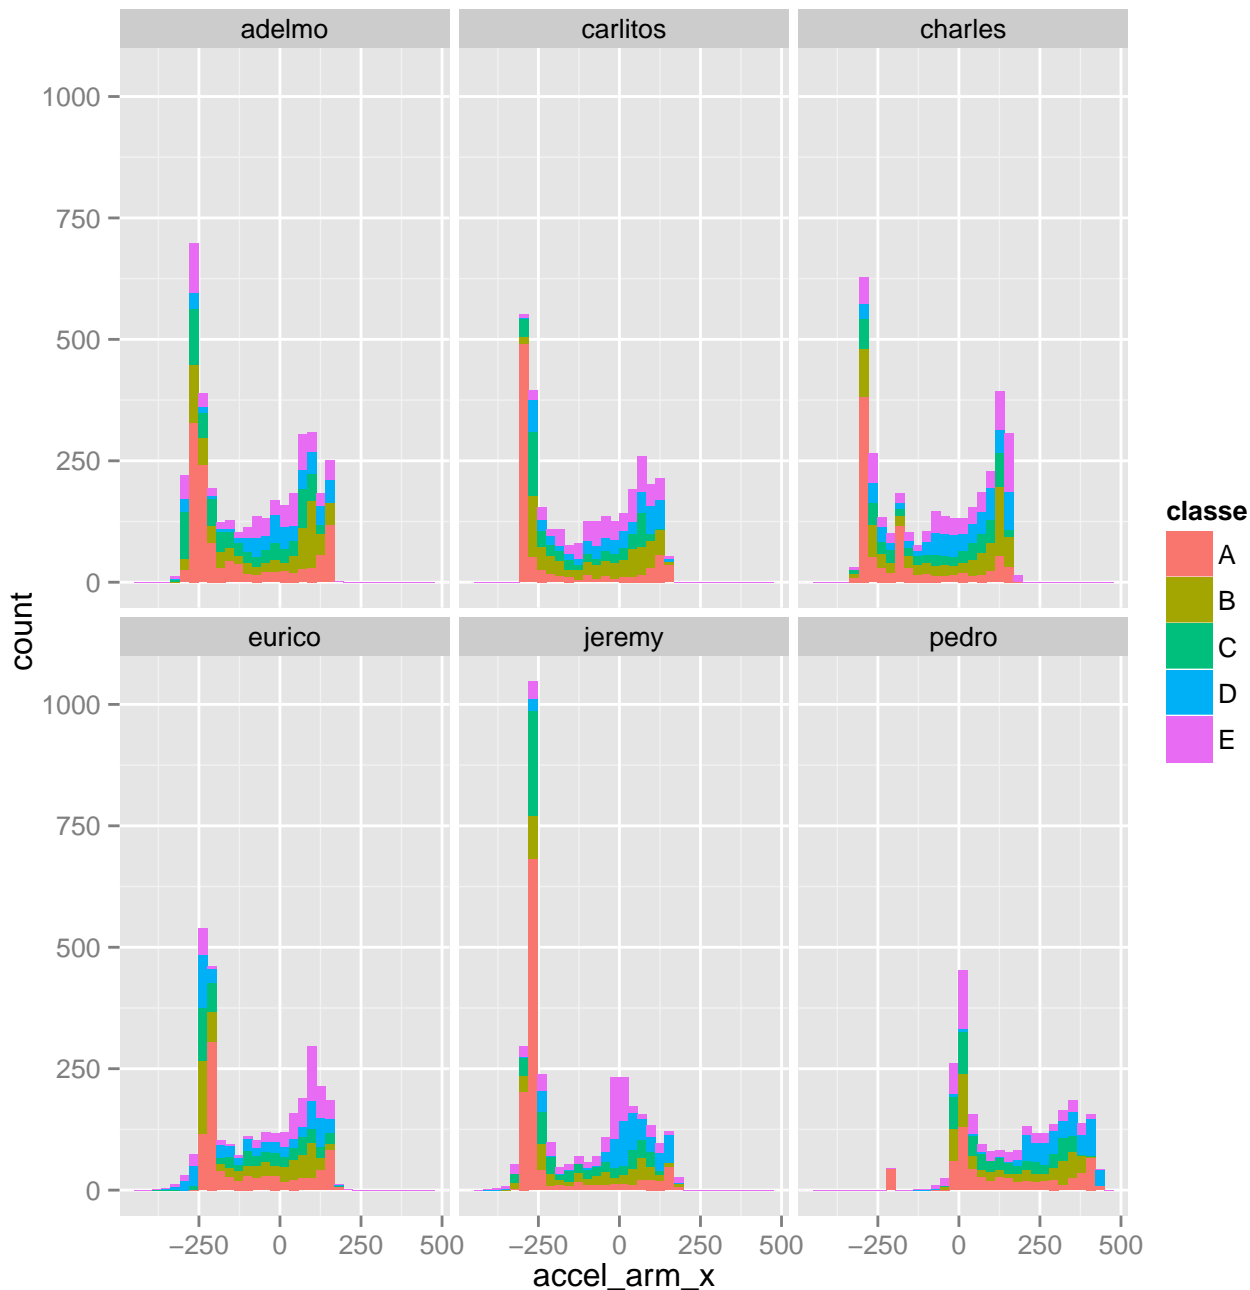 adelmo carlitos charles
1000
750
500
250
0
eurico jeremy pedro
1000
750
500
250
0
−250 0 250 500 −250 0 250 500 −250 0 250 500
accel_arm_x
count
classe
A
B
C
D
E